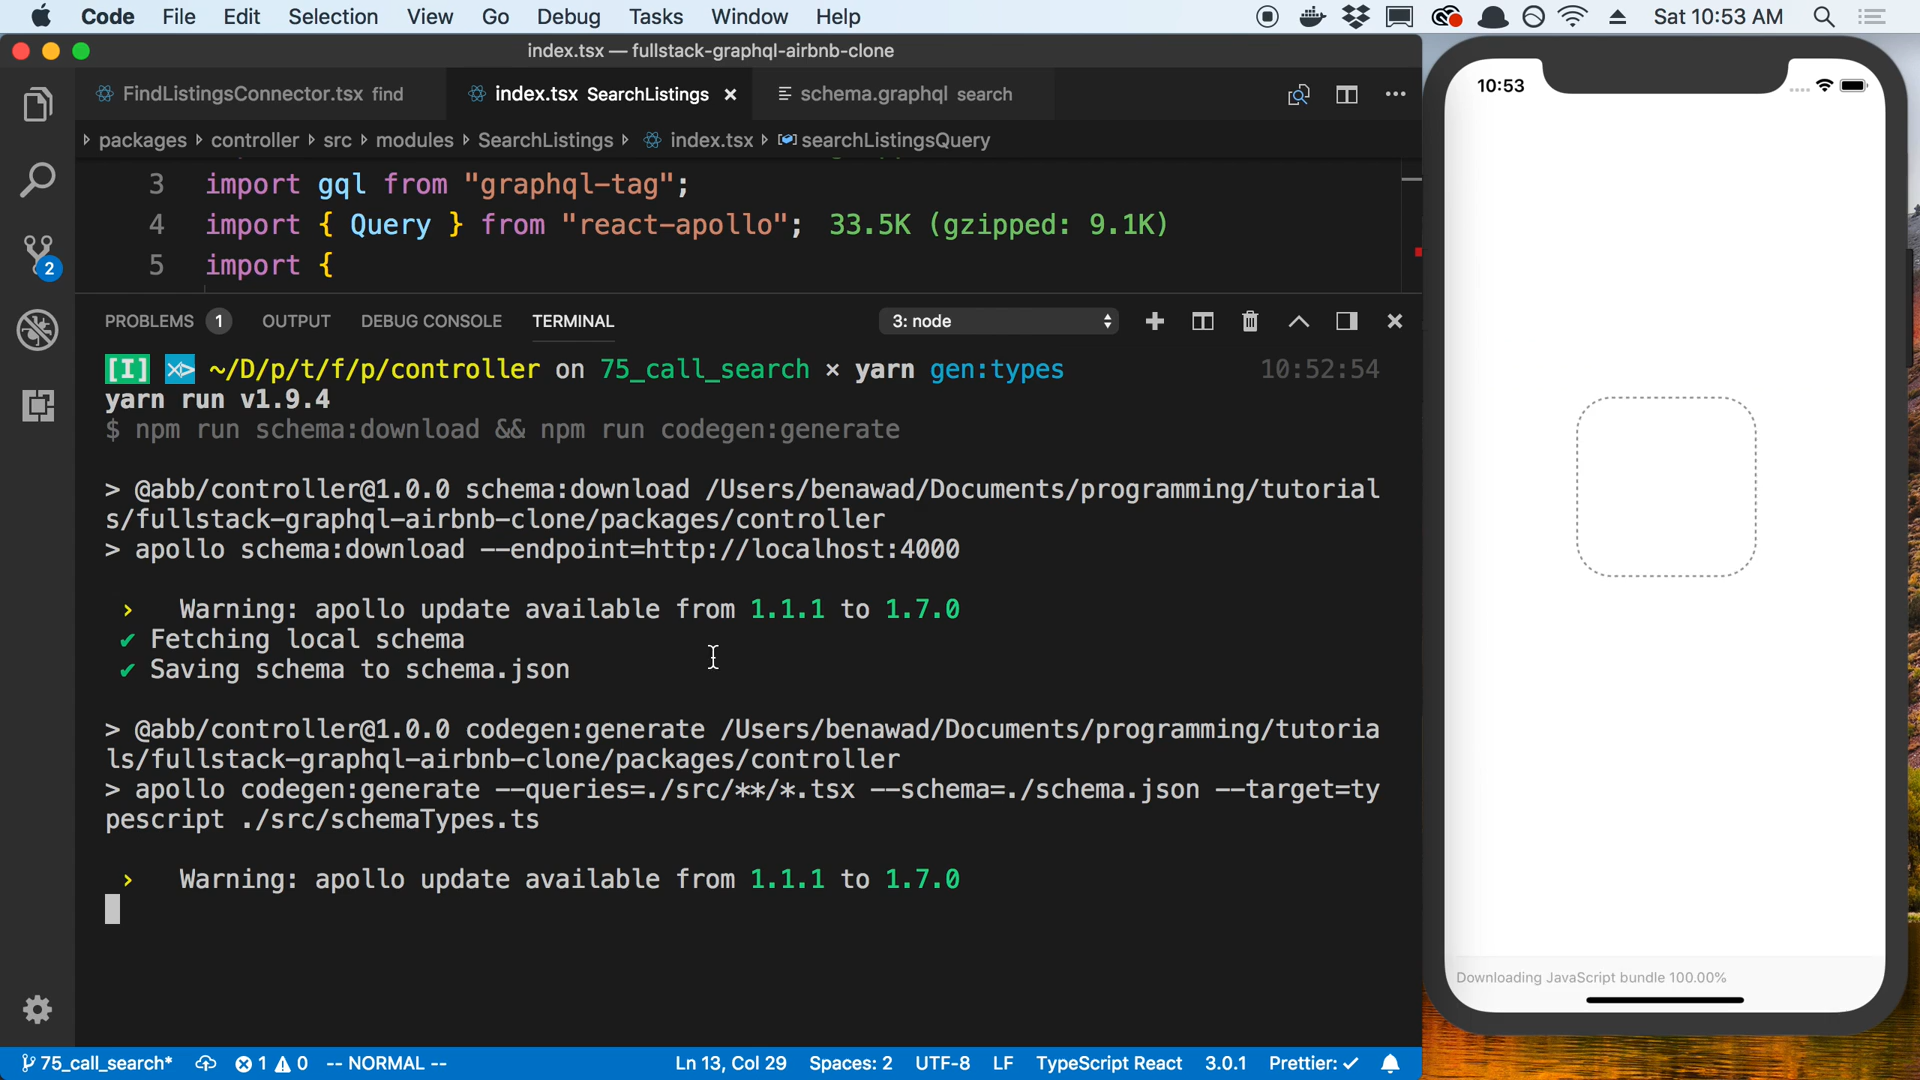 Code File Edit Selection View Go Debug Tasks Window Help Sat 10:53 AM
index.tsx — fullstack-graphql-airbnb-clone
FindListingsConnector.tsx find index.tsx SearchListings schema.graphql search
packages controller src modules SearchListings index.tsx searchListingsQuery
3 import gql from "graphql-tag";
4 import { Query } from "react-apollo"; 33.5K (gzipped: 9.1K)
5 import {
PROBLEMS 1 OUTPUT DEBUG CONSOLE TERMINAL 3: node
[I] ~/D/p/t/f/p/controller on 75_call_search × yarn gen:types 10:52:54
yarn run v1.9.4
$ npm run schema:download && npm run codegen:generate
> @abb/controller@1.0.0 schema:download /Users/benawad/Documents/programming/tutorial
s/fullstack-graphql-airbnb-clone/packages/controller
> apollo schema:download --endpoint=http://localhost:4000
› Warning: apollo update available from 1.1.1 to 1.7.0
✔ Fetching local schema
✔ Saving schema to schema.json
> @abb/controller@1.0.0 codegen:generate /Users/benawad/Documents/programming/tutoria
ls/fullstack-graphql-airbnb-clone/packages/controller
> apollo codegen:generate --queries=./src/**/*.tsx --schema=./schema.json --target=ty
pescript ./src/schemaTypes.ts
› Warning: apollo update available from 1.1.1 to 1.7.0
2
75_call_search* 1 0 -- NORMAL -- Ln 13, Col 29 Spaces: 2 UTF-8 LF TypeScript React 3.0.1 Prettier: ✓
10:53
Downloading JavaScript bundle 100.00%